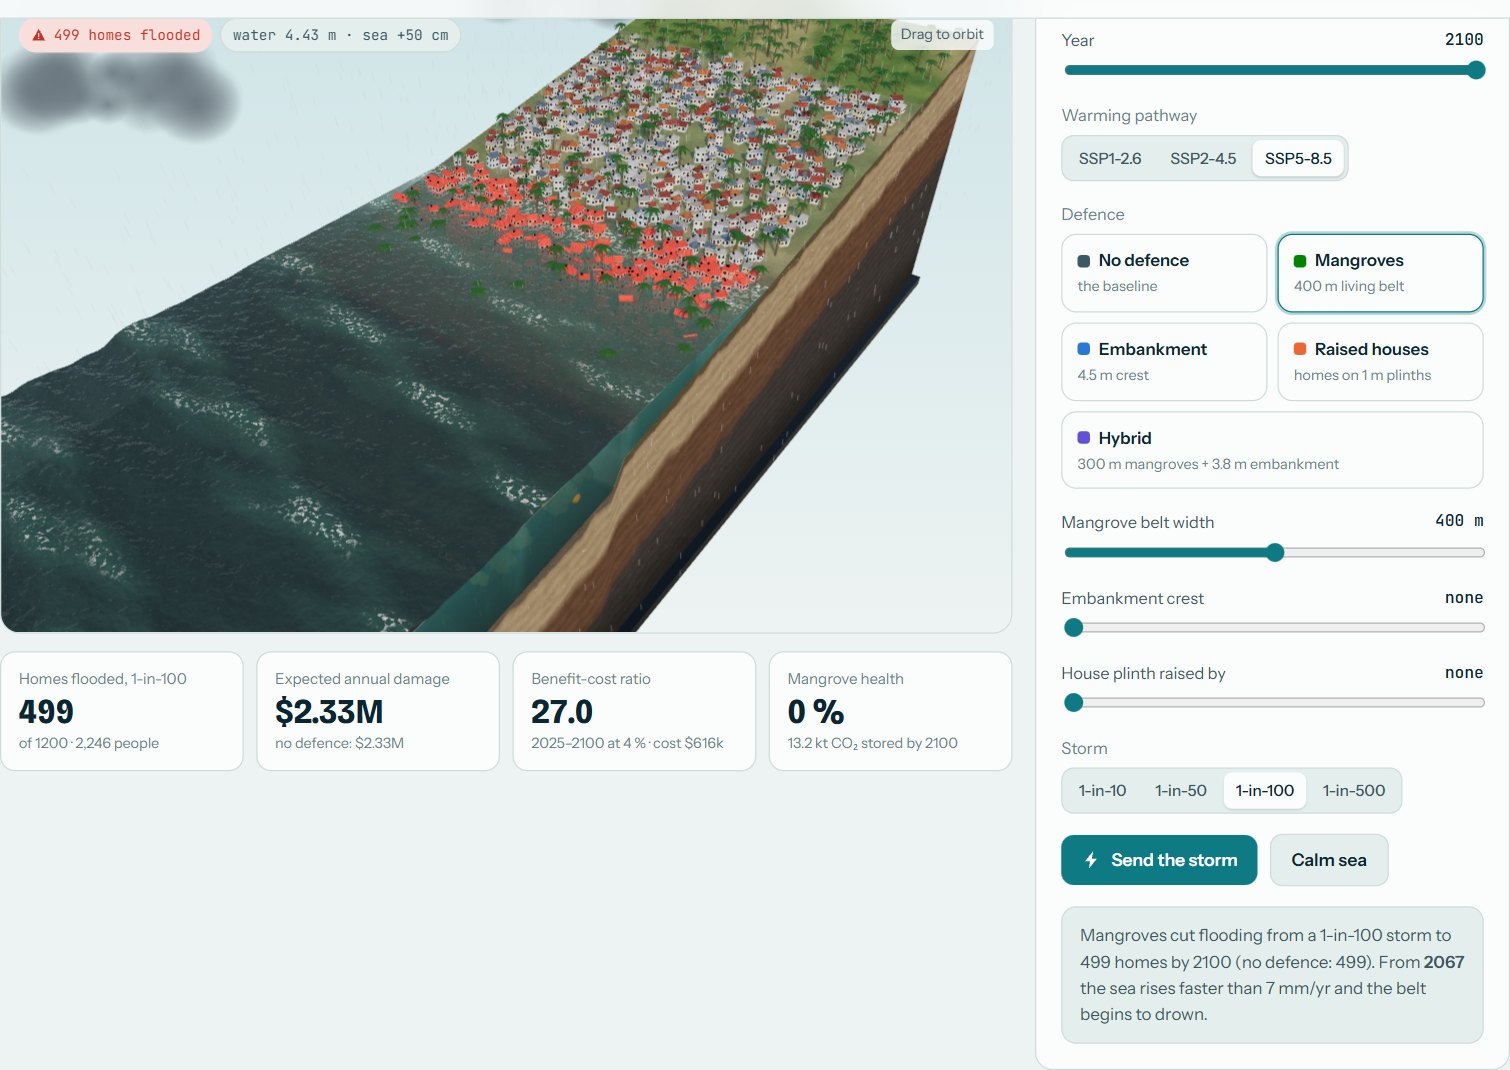 499 homes flooded
water 4.43 m · sea +50 cm
Drag to orbit
Year
2100
Warming pathway
SSP1-2.6
SSP2-4.5
SSP5-8.5
Defence
No defence
the baseline
Mangroves
400 m living belt
Embankment
4.5 m crest
Raised houses
homes on 1 m plinths
Hybrid
300 m mangroves + 3.8 m embankment
Mangrove belt width
400 m
Embankment crest
none
House plinth raised by
none
Storm
1-in-10
1-in-50
1-in-100
1-in-500
Send the storm
Calm sea
Mangroves cut flooding from a 1-in-100 storm to
499 homes by 2100 (no defence: 499). From 2067
the sea rises faster than 7 mm/yr and the belt
begins to drown.
Homes flooded, 1-in-100
499
of 1200 · 2,246 people
Expected annual damage
$2.33M
no defence: $2.33M
Benefit-cost ratio
27.0
2025–2100 at 4 % · cost $616k
Mangrove health
0 %
13.2 kt CO₂ stored by 2100